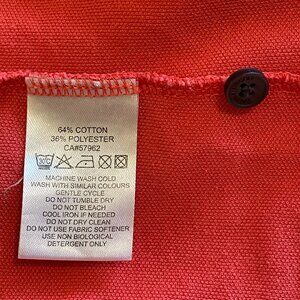 64% COTTON
36% POLYESTER
CA#57962
MACHINE WASH COLD
WASH WITH SIMILAR COLOURS
GENTLE CYCLE
DO NOT TUMBLE DRY
DO NOT BLEACH
COOL IRON IF NEEDED
DO NOT DRY CLEAN
DO NOT USE FABRIC SOFTENER
USE NON BIOLOGICAL
DETERGENT ONLY